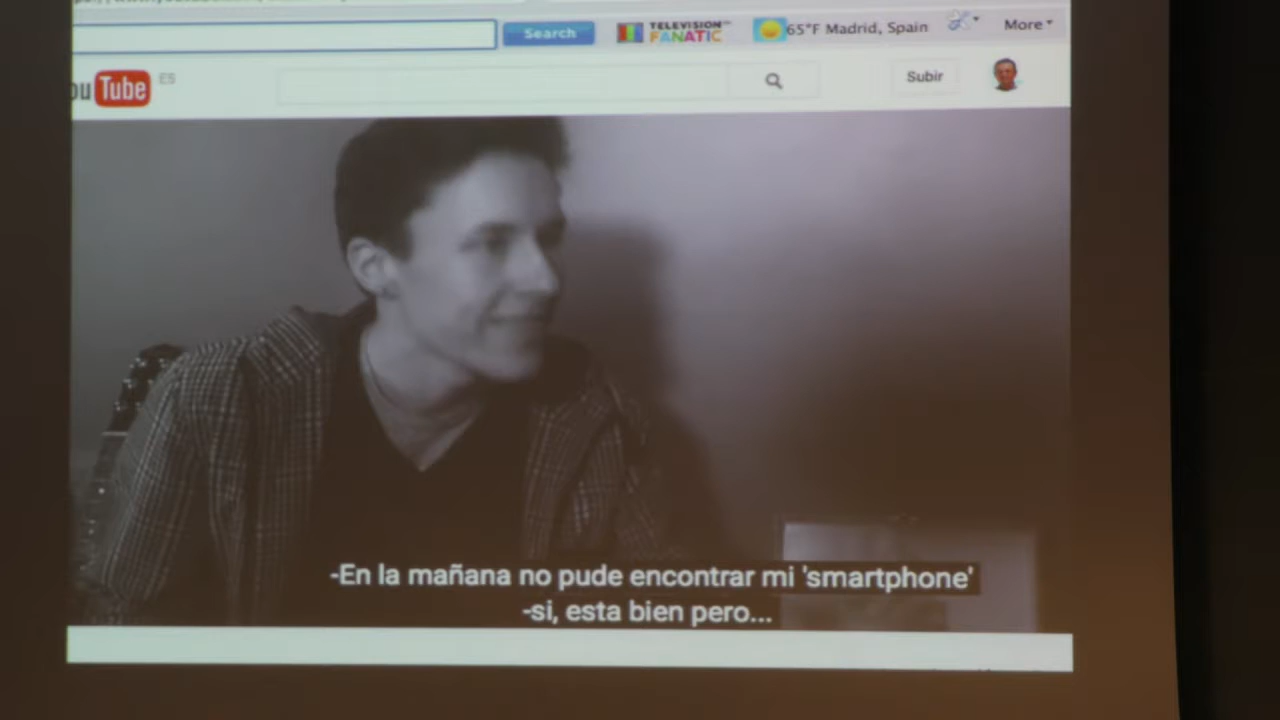 Search
TELEVISION FANATIC
65°F Madrid, Spain
More
Tube ES
Subir
-En la mañana no pude encontrar mi 'smartphone'
-si, esta bien pero...